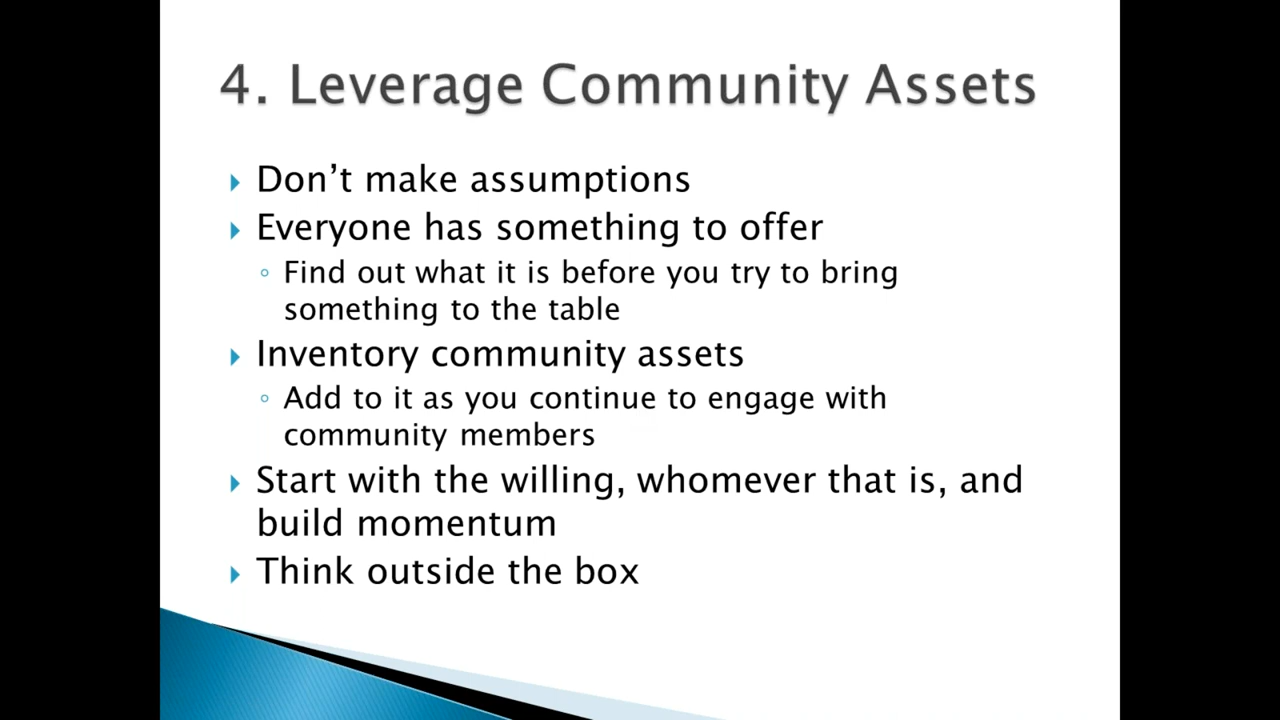 4. Leverage Community Assets
Don’t make assumptions
Everyone has something to offer
Find out what it is before you try to bring
something to the table
Inventory community assets
Add to it as you continue to engage with
community members
Start with the willing, whomever that is, and
build momentum
Think outside the box